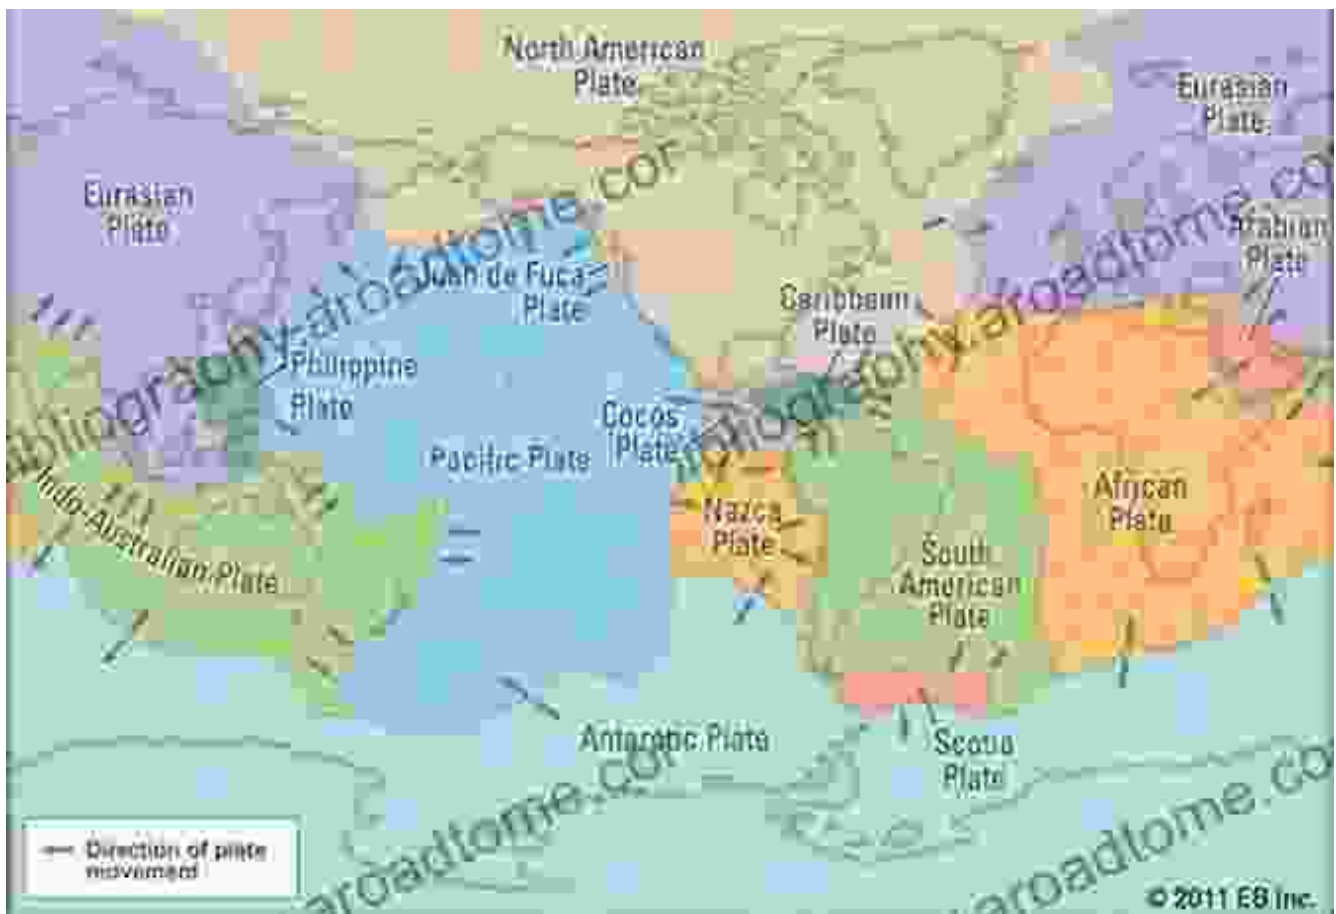 North American
Plate
Eurasian
Plate
Eurasian
Plate
Arabian
Plate
Juan de Fuca
Plate
Caribbean
Plate
Philippine
Plate
Cocos
Plate
Pacific Plate
African
Plate
Nazca
Plate
Indo-Australian Plate
South
American
Plate
Antarctic Plate
Scotia
Plate
Direction of plate
movement
© 2011 EB Inc.